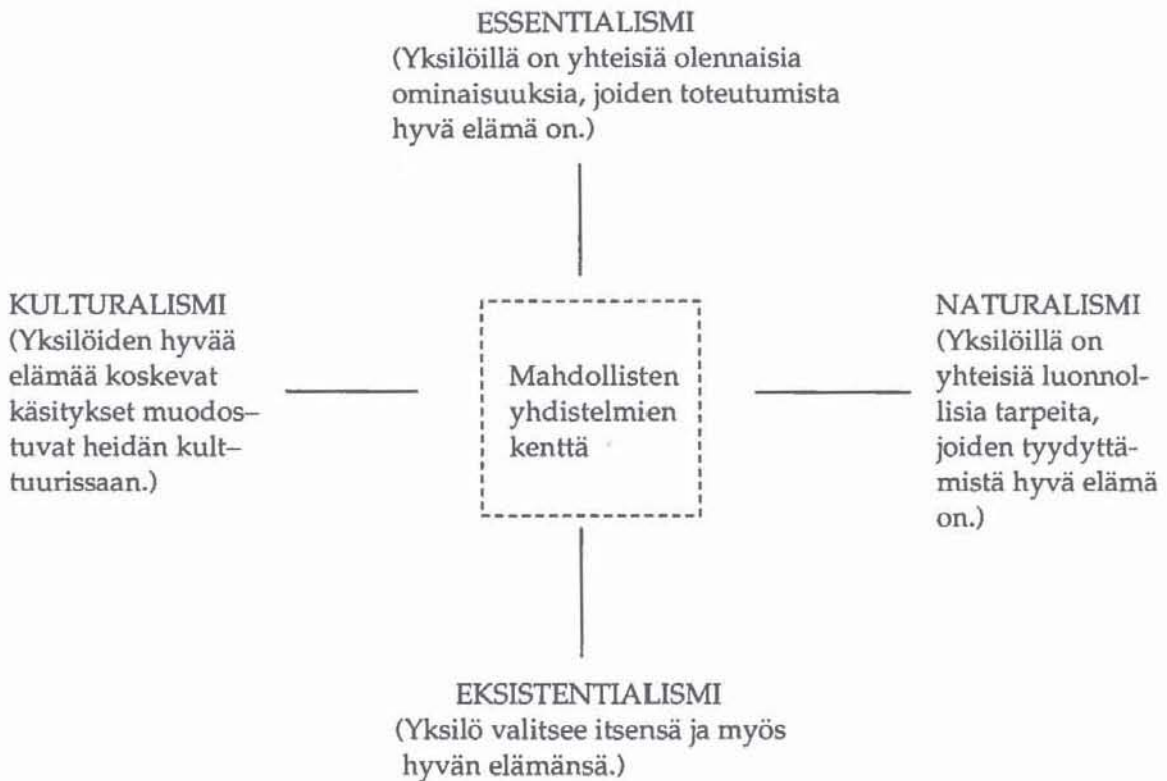 ESSENTIALISMI
(Yksilöillä on yhteisiä olennaisia
ominaisuuksia, joiden toteutumista
hyvä elämä on.)
KULTURALISMI
(Yksilöiden hyvää
elämää koskevat
käsitykset muodos–
tuvat heidän kult–
tuurissaan.)
Mahdollisten
yhdistelmien
kenttä
NATURALISMI
(Yksilöillä on
yhteisiä luonnol-
lisia tarpeita,
joiden tyydyttä-
mistä hyvä elämä
on.)
EKSISTENTIALISMI
(Yksilö valitsee itsensä ja myös
hyvän elämänsä.)